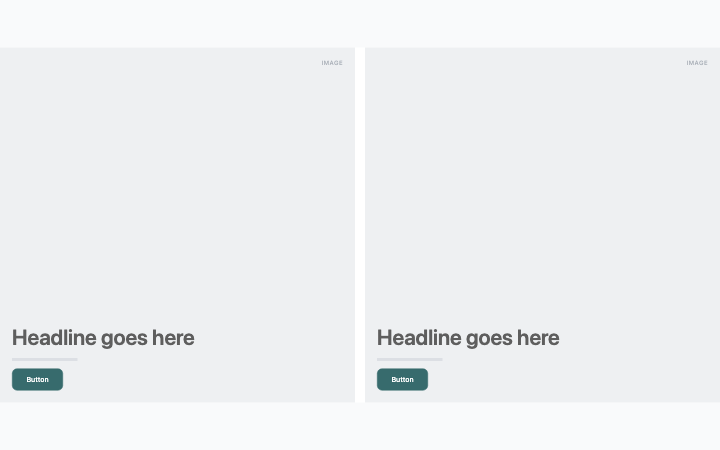 IMAGE
Headline goes here
Button
IMAGE
Headline goes here
Button